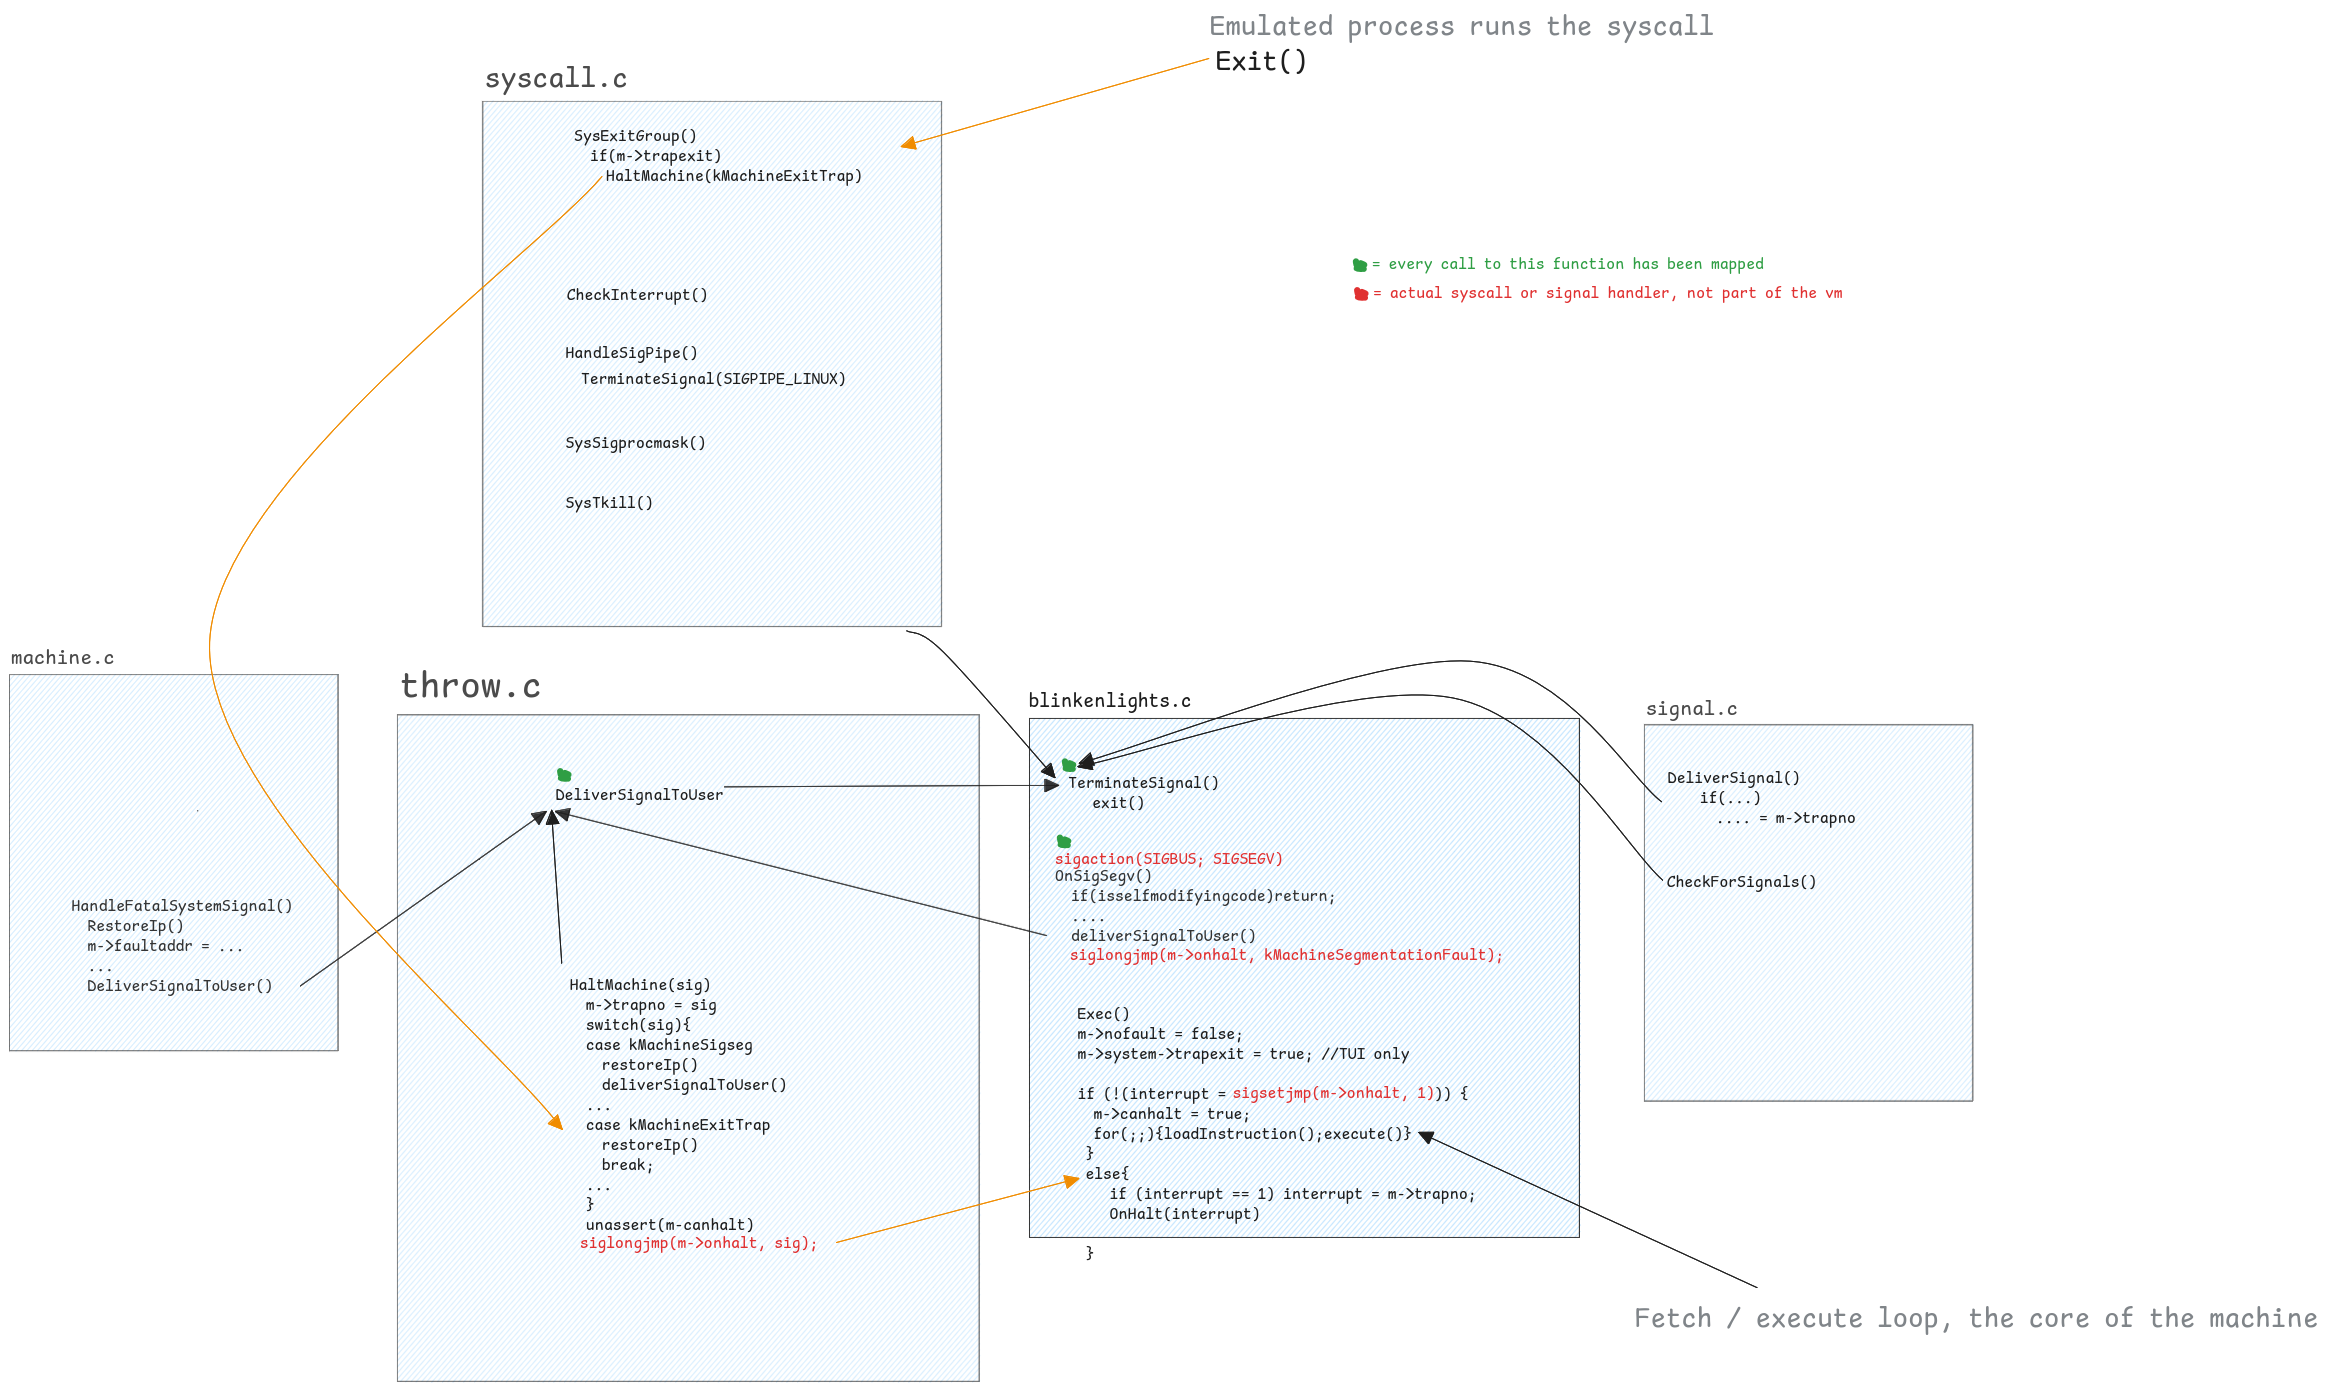 Emulated process runs the syscall
Exit()
syscall.c
SysExitGroup()
if(m->trapexit)
HaltMachine(kMachineExitTrap)
CheckInterrupt()
HandleSigPipe()
TerminateSignal(SIGPIPE_LINUX)
SysSigprocmask()
SysTkill()
= every call to this function has been mapped
= actual syscall or signal handler, not part of the vm
machine.c
HandleFatalSystemSignal()
RestoreIp()
m->faultaddr = ...
...
DeliverSignalToUser()
throw.c
DeliverSignalToUser
HaltMachine(sig)
m->trapno = sig
switch(sig){
case kMachineSigseg
restoreIp()
deliverSignalToUser()
...
case kMachineExitTrap
restoreIp()
break;
...
}
unassert(m-canhalt)
siglongjmp(m->onhalt, sig);
blinkenlights.c
TerminateSignal()
exit()
sigaction(SIGBUS; SIGSEGV)
OnSigSegv()
if(isselfmodifyingcode)return;
....
deliverSignalToUser()
siglongjmp(m->onhalt, kMachineSegmentationFault);
Exec()
m->nofault = false;
m->system->trapexit = true; //TUI only
if (!(interrupt = sigsetjmp(m->onhalt, 1))) {
m->canhalt = true;
for(;;){loadInstruction();execute()}
}
else{
if (interrupt == 1) interrupt = m->trapno;
OnHalt(interrupt)
}
signal.c
DeliverSignal()
if(...)
.... = m->trapno
CheckForSignals()
Fetch / execute loop, the core of the machine